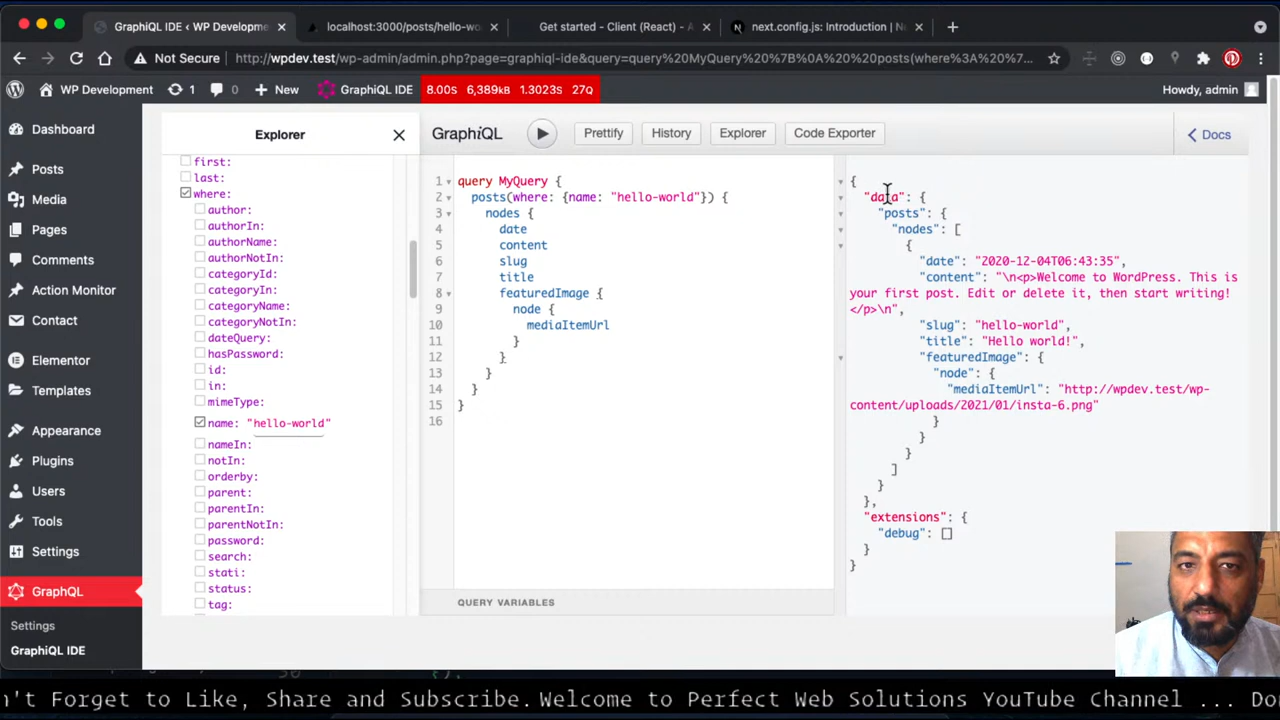 GraphiQL IDE ‹ WP Developme
localhost:3000/posts/hello-wo
Get started - Client (React) - A
next.config.js: Introduction | Ne
Not Secure
http://wpdev.test/wp-admin/admin.php?page=graphiql-ide&query=query%20MyQuery%20%7B%0A%20%20posts(where%3A%20%7...
WP Development
1
0
New
GraphiQL IDE
8.00S 6,389kB 1.3023S 27Q
Howdy, admin
Dashboard
Posts
Media
Pages
Comments
Action Monitor
Contact
Elementor
Templates
Appearance
Plugins
Users
Tools
Settings
GraphQL
Settings
GraphiQL IDE
Explorer
first:
last:
where:
author:
authorIn:
authorName:
authorNotIn:
categoryId:
categoryIn:
categoryName:
categoryNotIn:
dateQuery:
hasPassword:
id:
in:
mimeType:
name: "hello-world"
nameIn:
notIn:
orderby:
parent:
parentIn:
parentNotIn:
password:
search:
stati:
status:
tag:
GraphiQL
Prettify
History
Explorer
Code Exporter
Docs
1 query MyQuery {
2 posts(where: {name: "hello-world"}) {
3 nodes {
4 date
5 content
6 slug
7 title
8 featuredImage {
9 node {
10 mediaItemUrl
11 }
12 }
13 }
14 }
15 }
16
QUERY VARIABLES
{
"data": {
"posts": {
"nodes": [
{
"date": "2020-12-04T06:43:35",
"content": "\n<p>Welcome to WordPress. This is
your first post. Edit or delete it, then start writing!
</p>\n",
"slug": "hello-world",
"title": "Hello world!",
"featuredImage": {
"node": {
"mediaItemUrl": "http://wpdev.test/wp-
content/uploads/2021/01/insta-6.png"
}
}
}
]
}
},
"extensions": {
"debug": []
}
}
n't Forget to Like, Share and Subscribe. Welcome to Perfect Web Solutions YouTube Channel ... Do